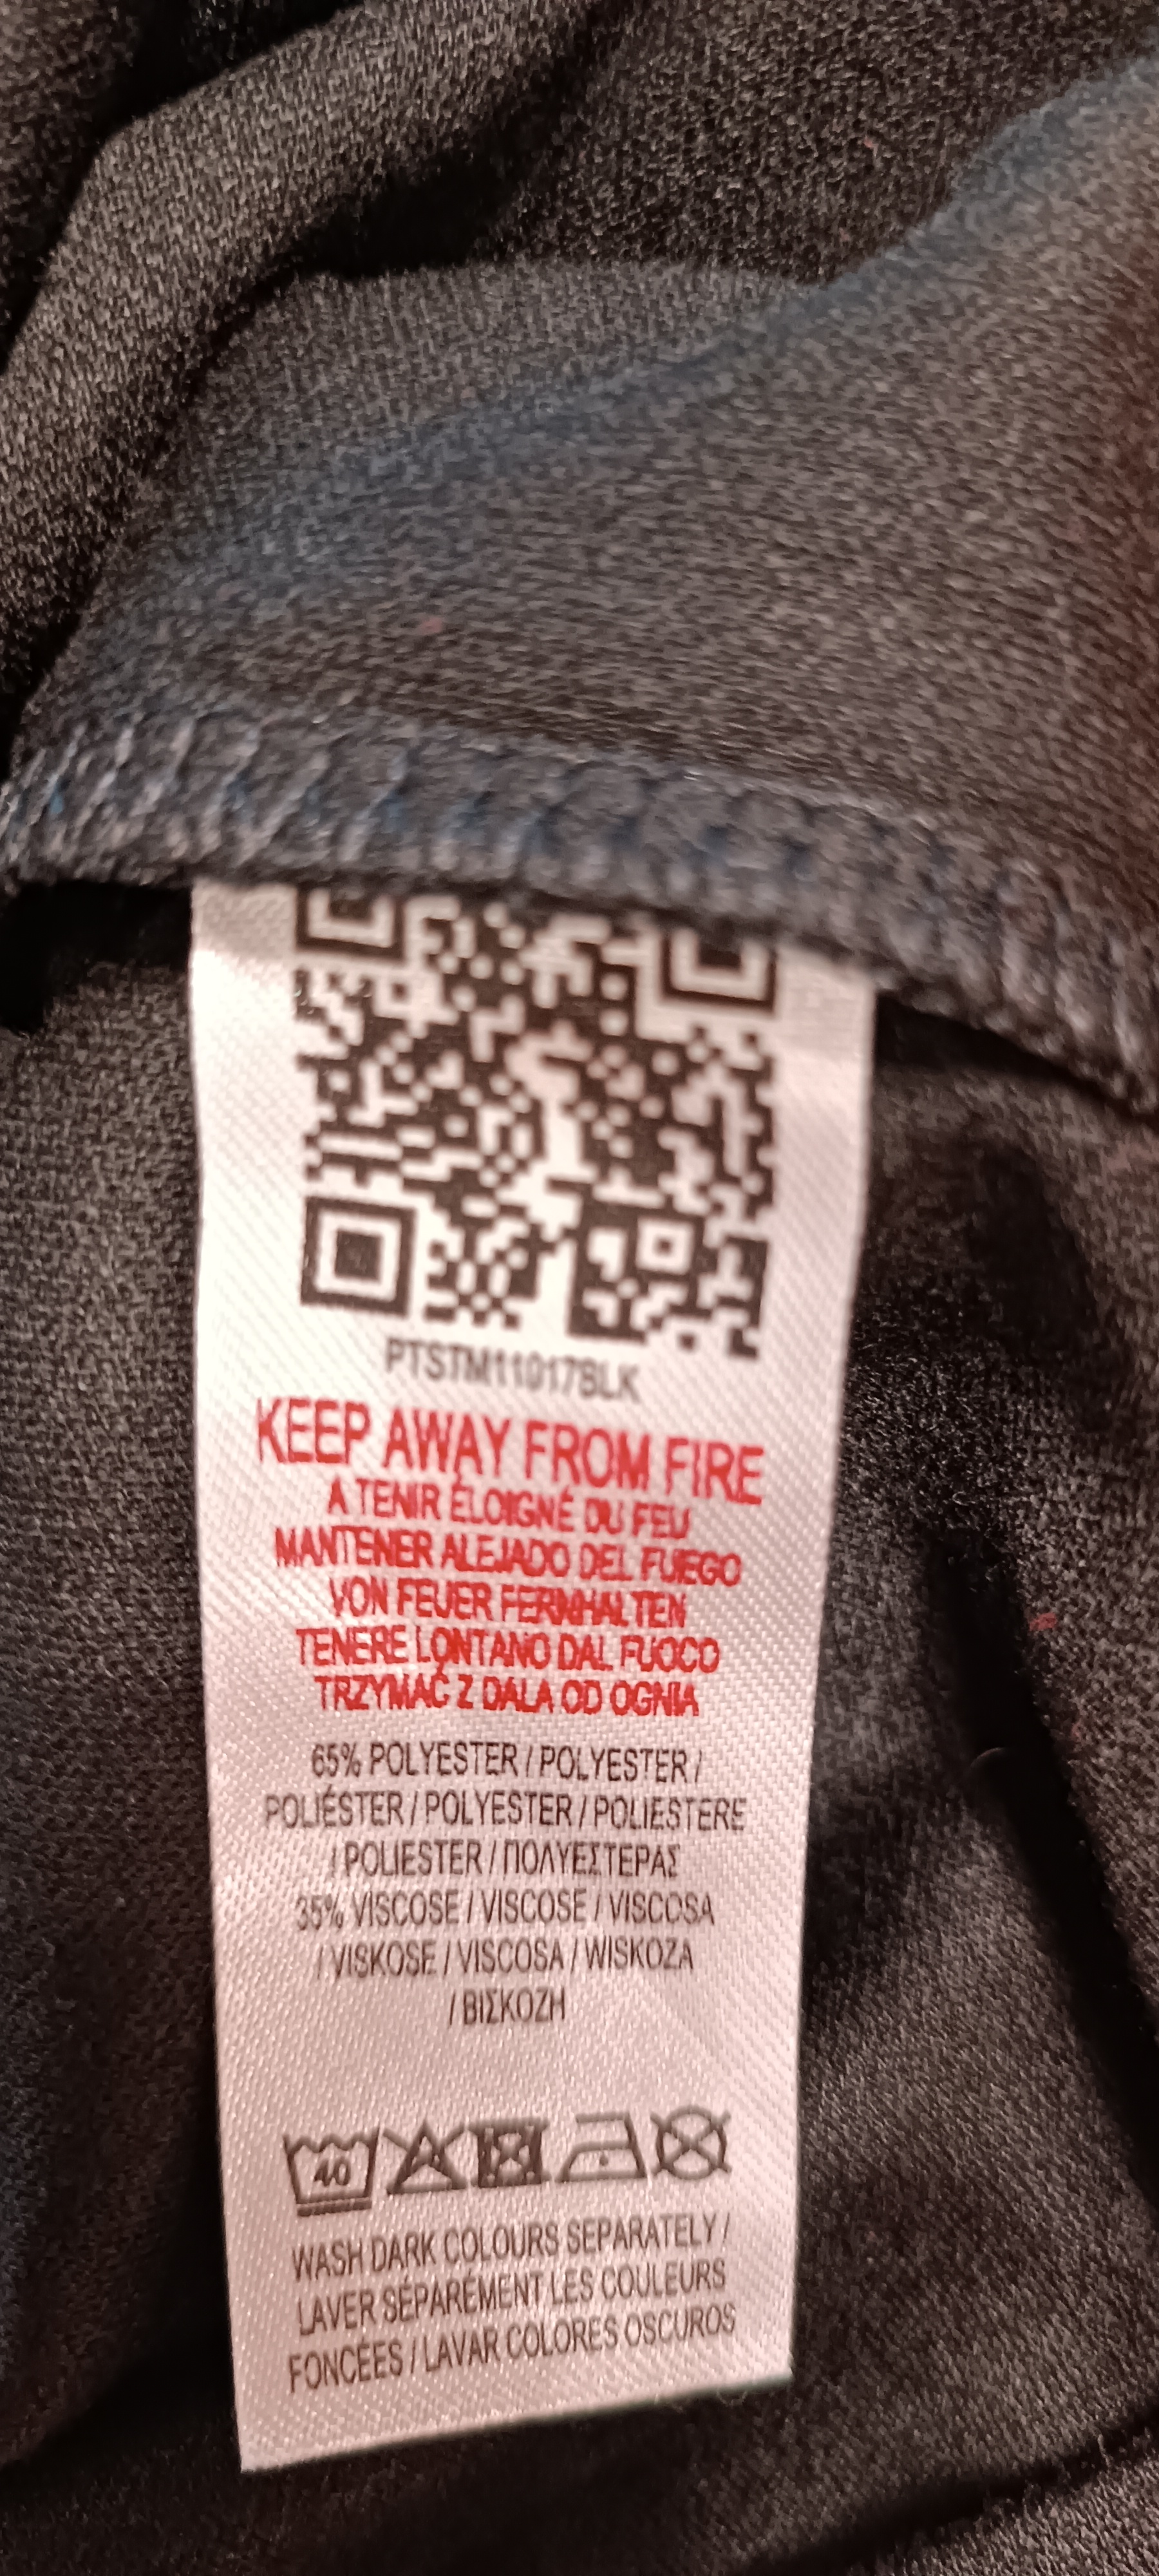 PTSTM11017BLK
KEEP AWAY FROM FIRE
À TENIR ÉLOIGNÉ DU FEU
MANTENER ALEJADO DEL FUEGO
VON FEUER FERNHALTEN
TENERE LONTANO DAL FUOCO
TRZYMAĆ Z DALA OD OGNIA
65% POLYESTER / POLYESTER /
POLIÉSTER / POLYESTER / POLIESTERE
/ POLIESTER / ΠΟΛΥΕΣΤΕΡΑΣ
35% VISCOSE / VISCOSE / VISCOSA
/ VISKOSE / VISCOSA / WISKOZA
/ ΒΙΣΚΟΖΗ
40
WASH DARK COLOURS SEPARATELY /
LAVER SÉPARÉMENT LES COULEURS
FONCÉES / LAVAR COLORES OSCUROS